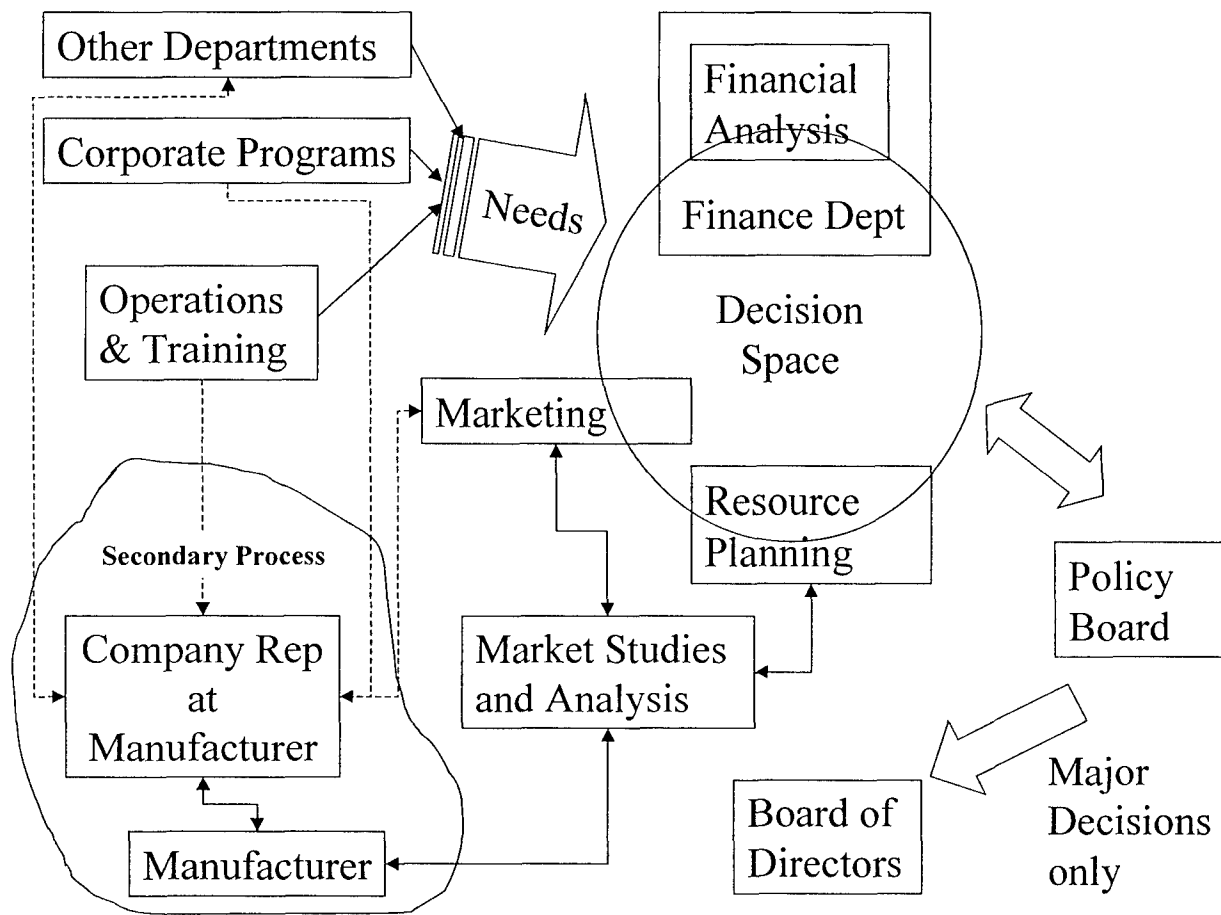 Other Departments
Corporate Programs
Operations
& Training
Needs
Financial
Analysis
Finance Dept
Decision
Space
Marketing
Resource
Planning
Secondary Process
Company Rep
at
Manufacturer
Manufacturer
Market Studies
and Analysis
Policy
Board
Board of
Directors
Major
Decisions
only